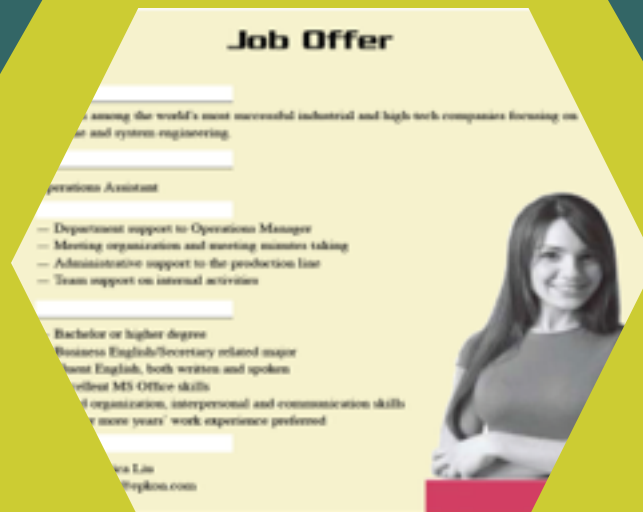 Job Offer
among the world's most successful industrial and high-tech companies focusing on
and system engineering.
Operations Assistant
— Department support to Operations Manager
— Meeting organization and meeting minutes taking
— Administrative support to the production line
— Team support on internal activities
— Bachelor or higher degree
Business English/Secretary related major
fluent English, both written and spoken
excellent MS Office skills
organization, interpersonal and communication skills
more years' work experience preferred
Liu